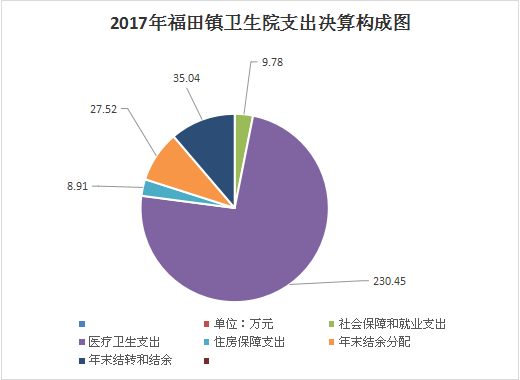 2017年福田镇卫生院支出决算构成图
9.78
35.04
27.52
8.91
230.45
单位：万元
社会保障和就业支出
医疗卫生支出
住房保障支出
年末结余分配
年末结转和结余